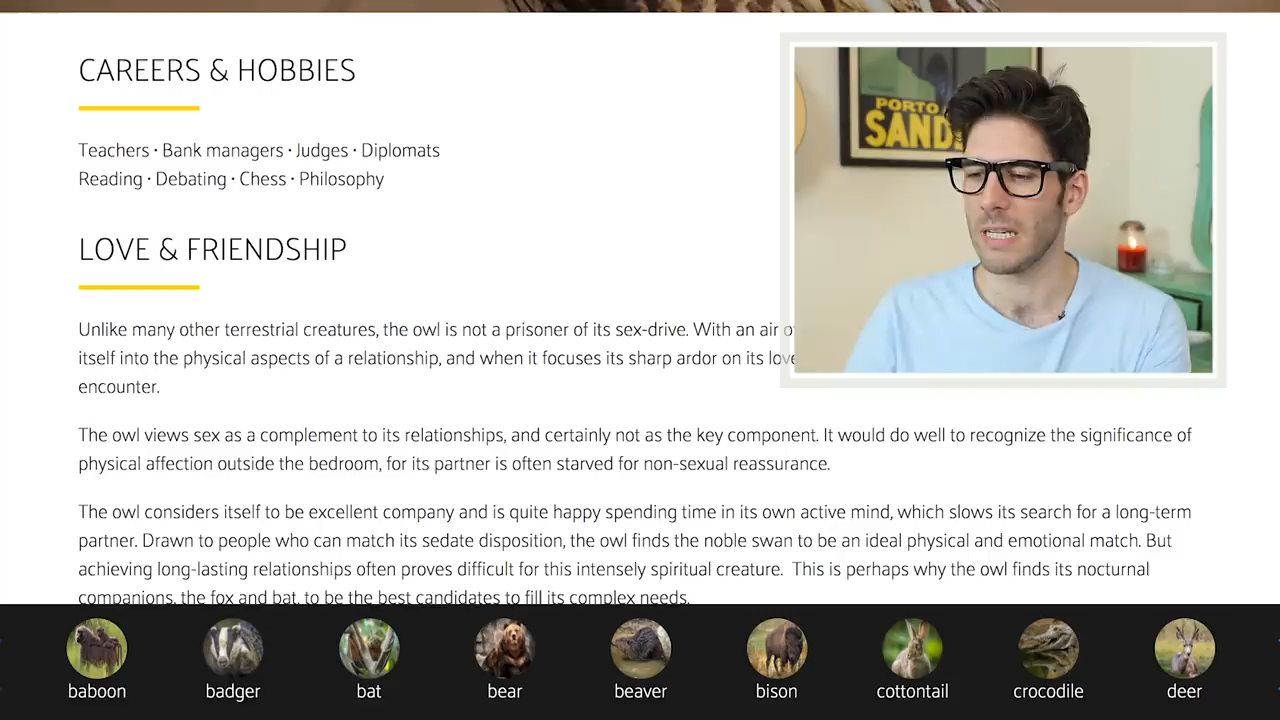 CAREERS & HOBBIES
Teachers · Bank managers · Judges · Diplomats
Reading · Debating · Chess · Philosophy
LOVE & FRIENDSHIP
Unlike many other terrestrial creatures, the owl is not a prisoner of its sex-drive. With an air
itself into the physical aspects of a relationship, and when it focuses its sharp ardor on its
encounter.
The owl views sex as a complement to its relationships, and certainly not as the key component. It would do well to recognize the significance of
physical affection outside the bedroom, for its partner is often starved for non-sexual reassurance.
The owl considers itself to be excellent company and is quite happy spending time in its own active mind, which slows its search for a long-term
partner. Drawn to people who can match its sedate disposition, the owl finds the noble swan to be an ideal physical and emotional match. But
achieving long-lasting relationships often proves difficult for this intensely spiritual creature.  This is perhaps why the owl finds its nocturnal
companions, the fox and bat, to be the best candidates to fill its complex needs.
PORTO
SAND
baboon
badger
bat
bear
beaver
bison
cottontail
crocodile
deer